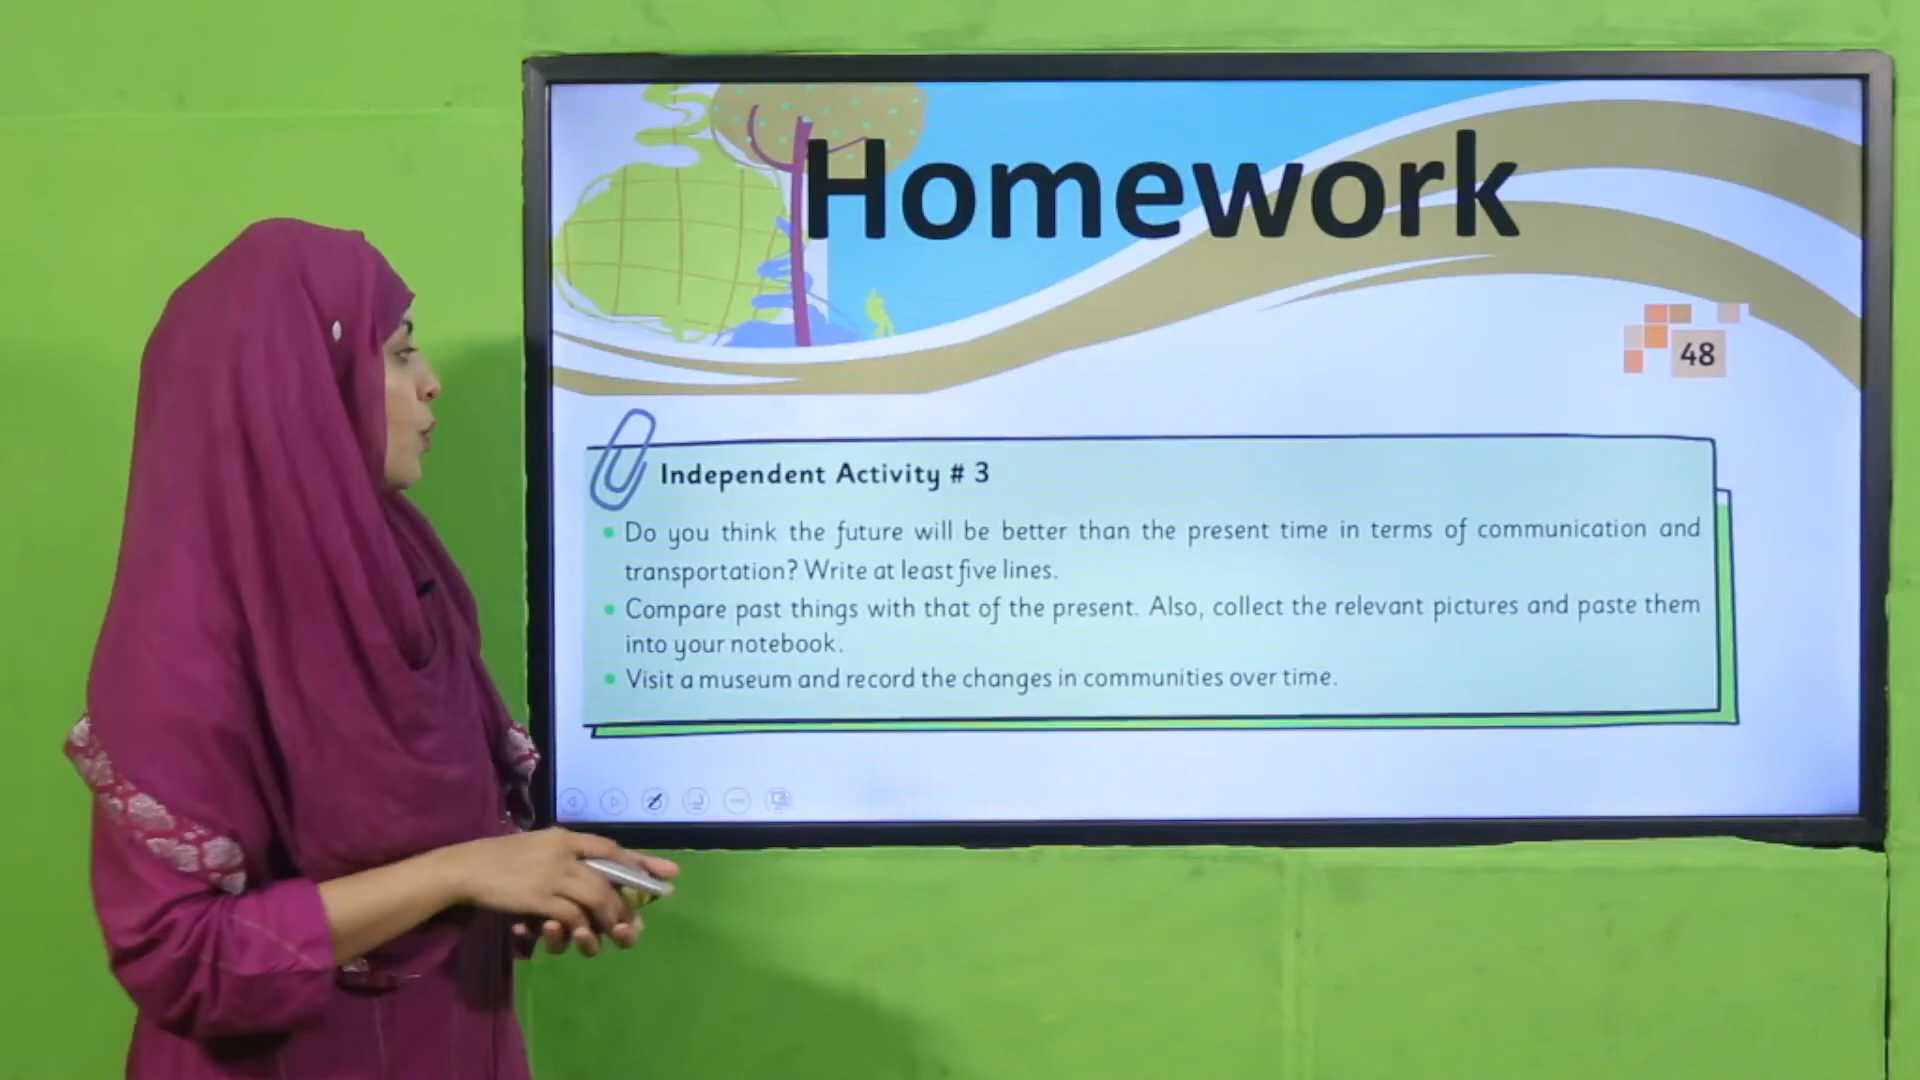 Homework
48
Independent Activity # 3
Do you think the future will be better than the present time in terms of communication and
transportation? Write at least five lines.
Compare past things with that of the present. Also, collect the relevant pictures and paste them
into your notebook.
Visit a museum and record the changes in communities over time.